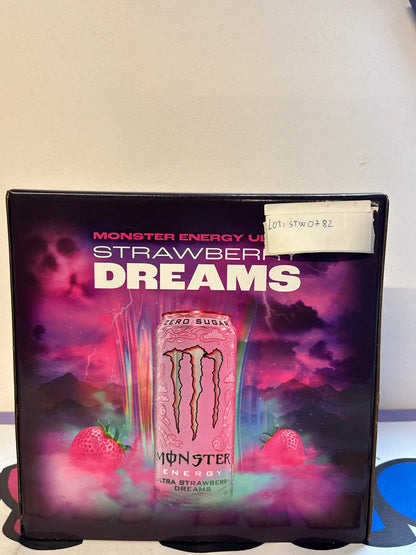 MONSTER ENERGY UL
LOT= STW0782
STRAWBERRY
DREAMS
ZERO SUGAR
MONSTER
ENERGY
ULTRA STRAWBERRY
DREAMS